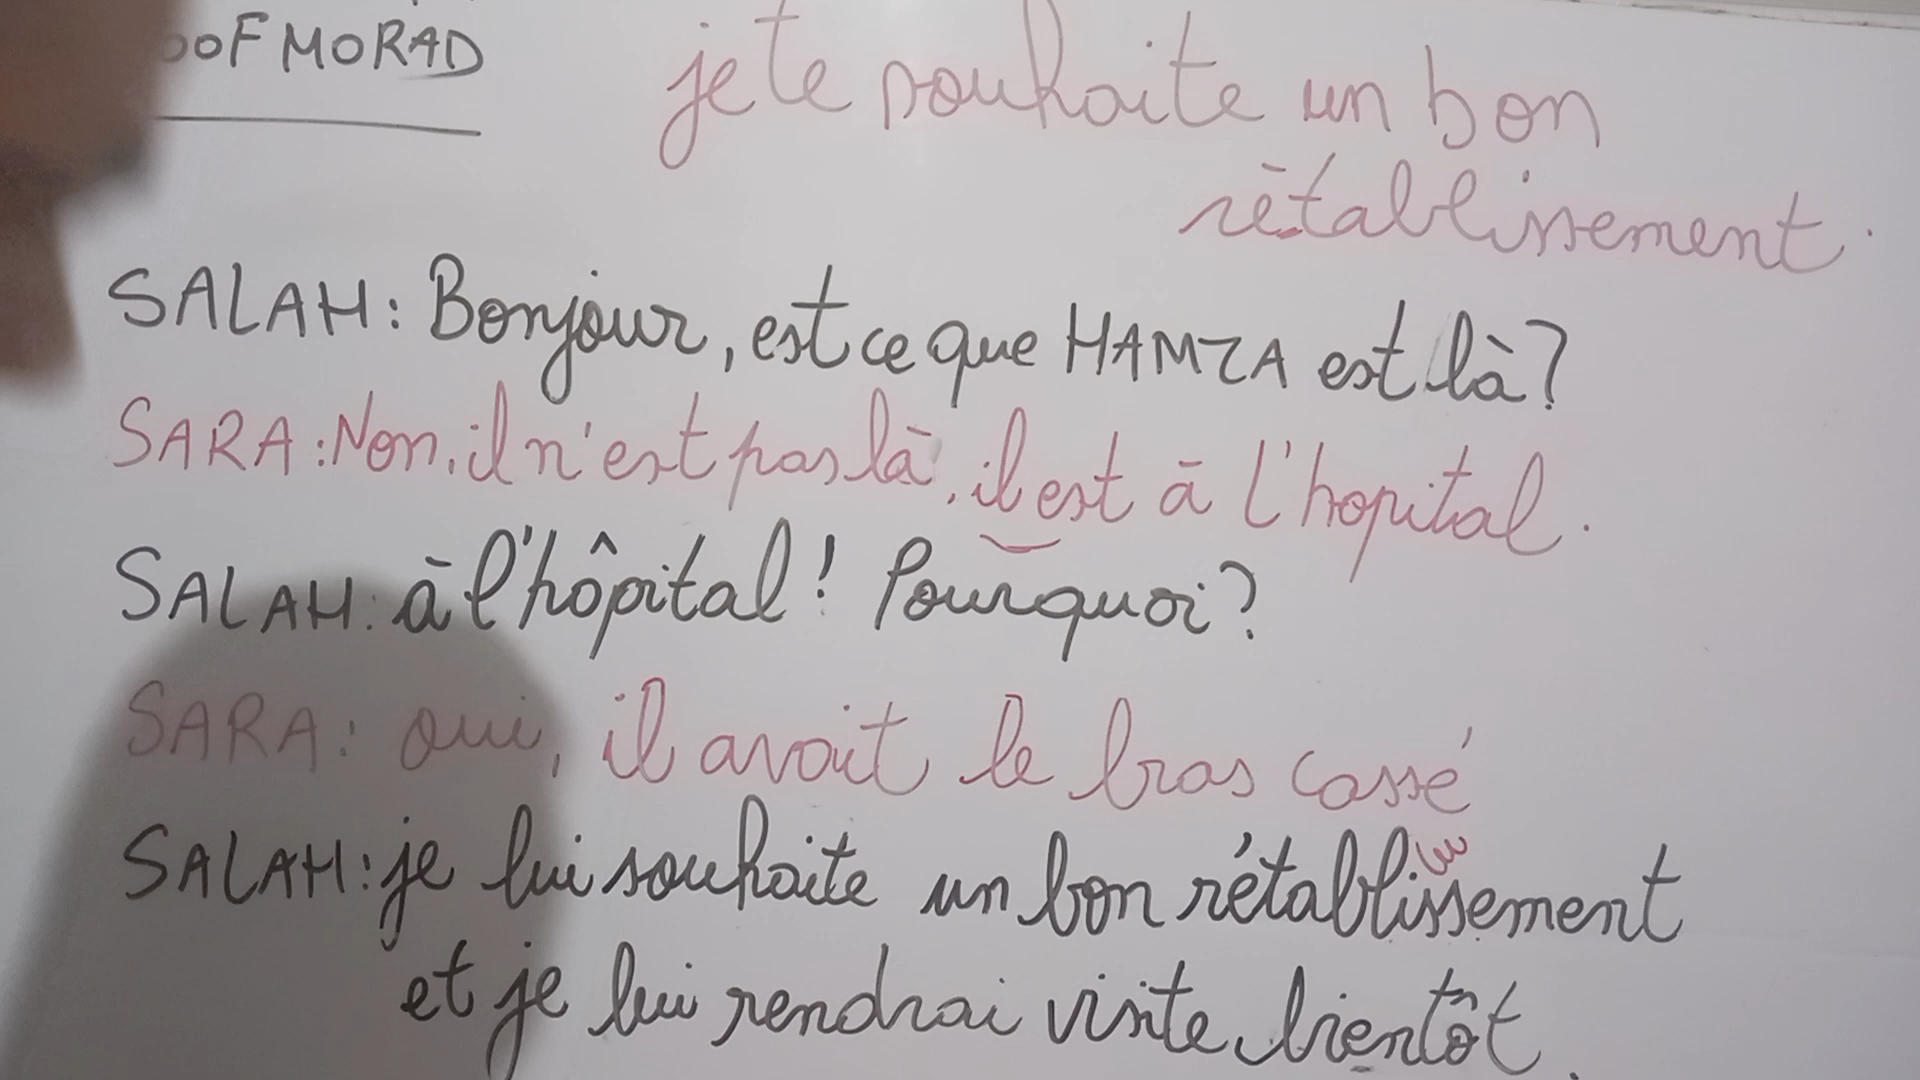 OOF MORAD
je te souhaite un bon
rétablissement.
SALAH: Bonjour, est ce que HAMZA est là?
SARA: Non, il n'est pas là, il est à l'hopital.
SALAH: à l'hôpital! Pourquoi?
SARA: oui, il avait le bras cassé
SALAH: je lui souhaite un bon rétablissement
et je lui rendrai visite bientôt.